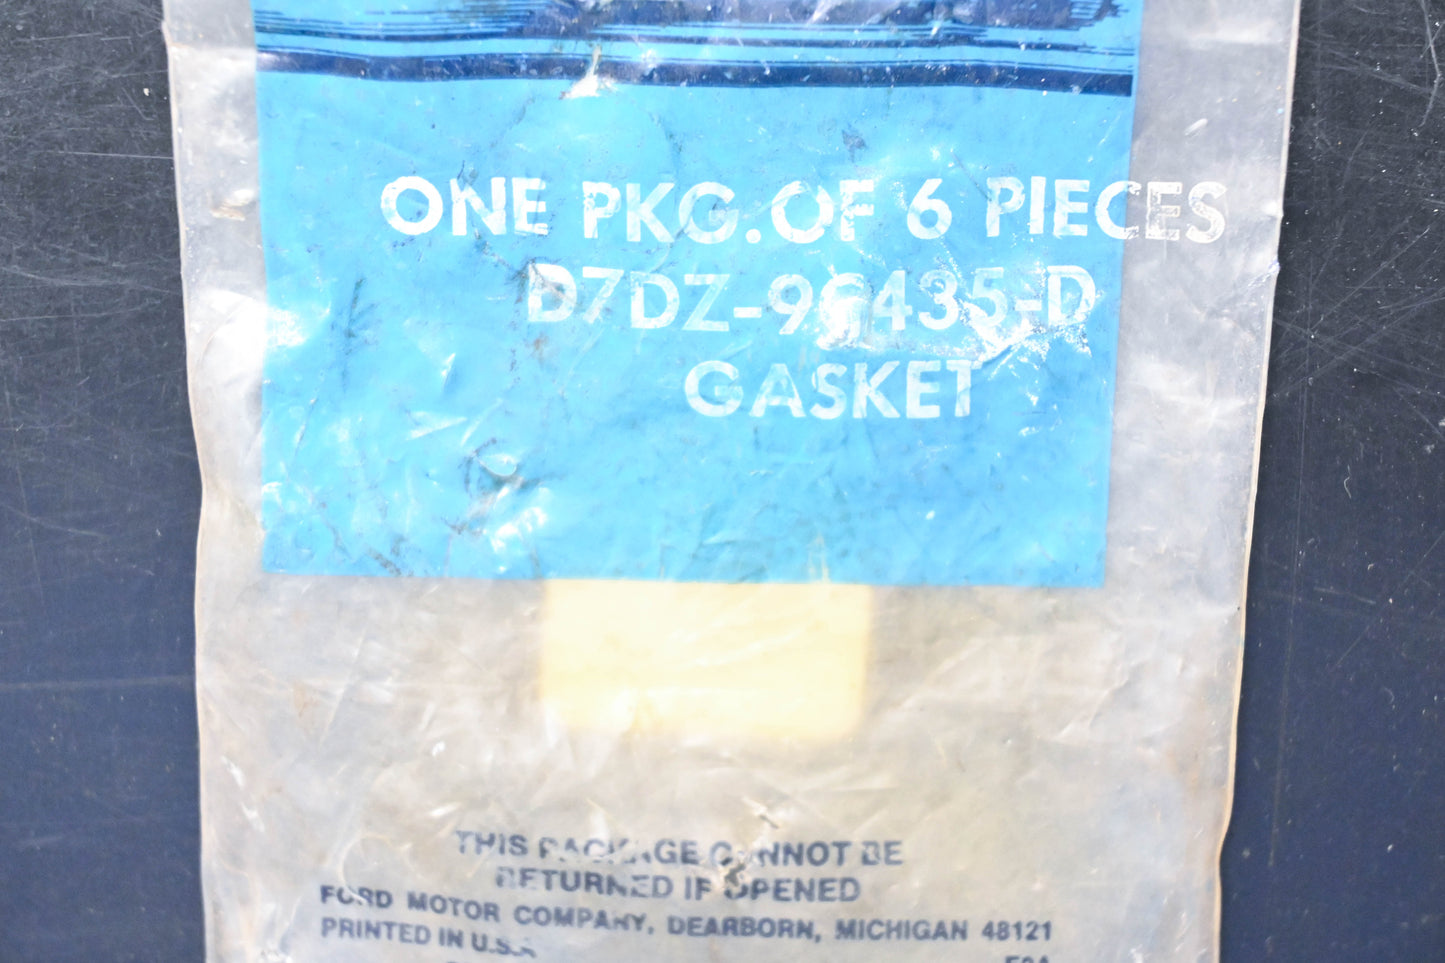 ONE PKG. OF 6 PIECES
D7DZ-9G435-D
GASKET
THIS PACKAGE CANNOT BE
RETURNED IF OPENED
FORD MOTOR COMPANY, DEARBORN, MICHIGAN 48121
PRINTED IN U.S.A